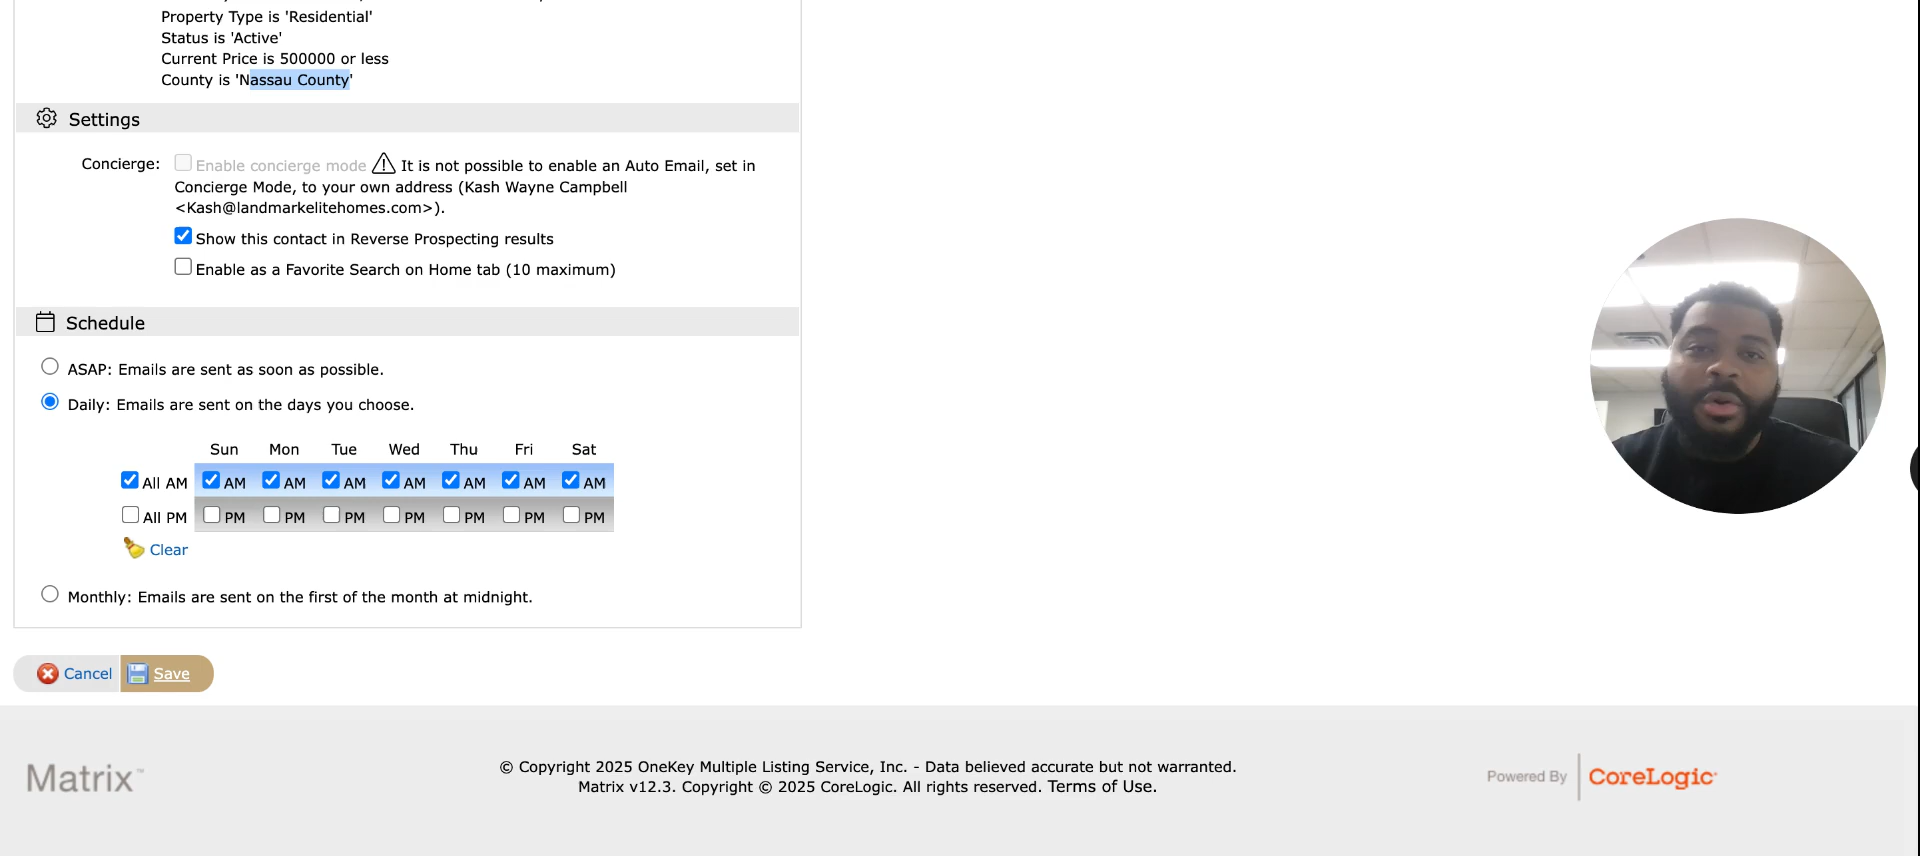 Property Type is 'Residential'
Status is 'Active'
Current Price is 500000 or less
County is 'Nassau County'
Settings
Concierge: Enable concierge mode It is not possible to enable an Auto Email, set in
Concierge Mode, to your own address (Kash Wayne Campbell
<Kash@landmarkelitehomes.com>).
Show this contact in Reverse Prospecting results
Enable as a Favorite Search on Home tab (10 maximum)
Schedule
ASAP: Emails are sent as soon as possible.
Daily: Emails are sent on the days you choose.
Sun Mon Tue Wed Thu Fri Sat
All AM AM AM AM AM AM AM AM
All PM PM PM PM PM PM PM PM
Clear
Monthly: Emails are sent on the first of the month at midnight.
Cancel Save
Matrix™
© Copyright 2025 OneKey Multiple Listing Service, Inc. - Data believed accurate but not warranted.
Matrix v12.3. Copyright © 2025 CoreLogic. All rights reserved. Terms of Use.
Powered By CoreLogic